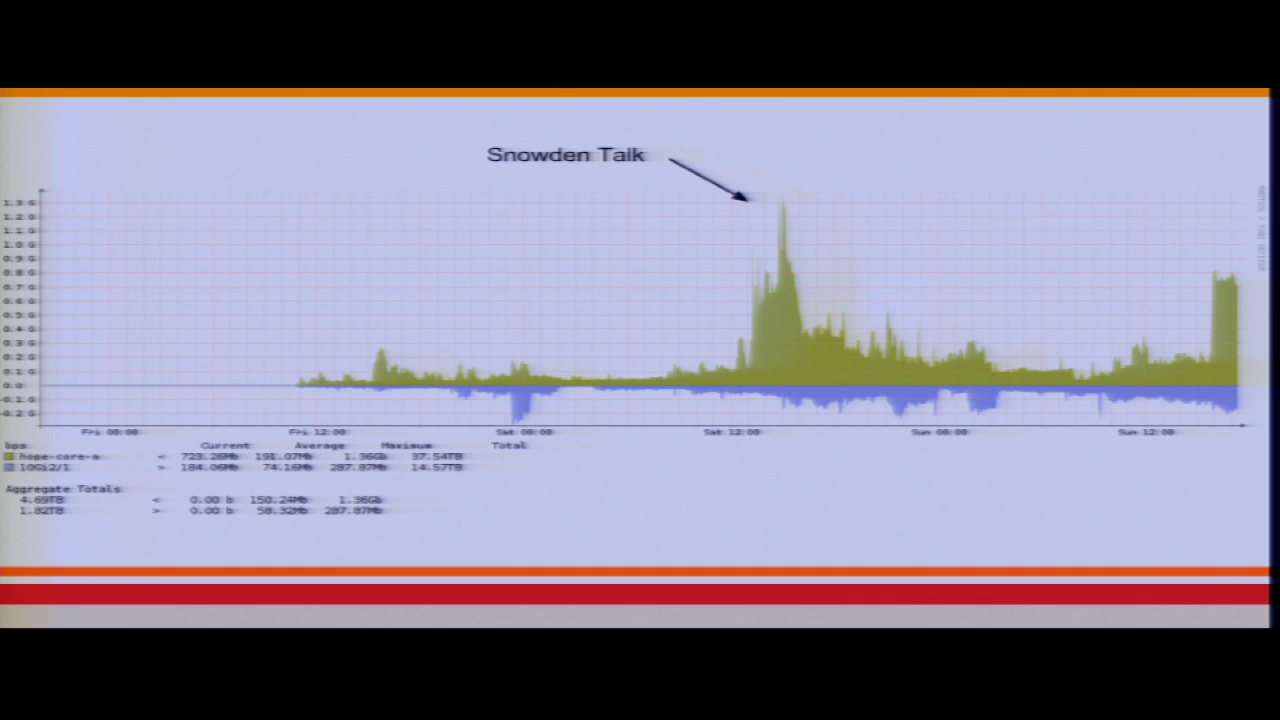 Snowden Talk
1.3 G
1.2 G
1.1 G
1.0 G
0.9 G
0.8 G
0.7 G
0.6 G
0.5 G
0.4 G
0.3 G
0.2 G
0.1 G
0.0
-0.1 G
-0.2 G
Fri 00:00 Fri 12:00 Sat 00:00 Sat 12:00 Sun 00:00 Sun 12:00
bps Current Average Maximum Total
hope-core-a < 723.26Mb 191.07Mb 1.36Gb 37.54TB
10Gi2/1 > 184.06Mb 74.16Mb 287.87Mb 14.57TB
Aggregate Totals
4.69TB < 0.00 b 150.24Mb 1.36Gb
1.82TB > 0.00 b 58.32Mb 287.87Mb